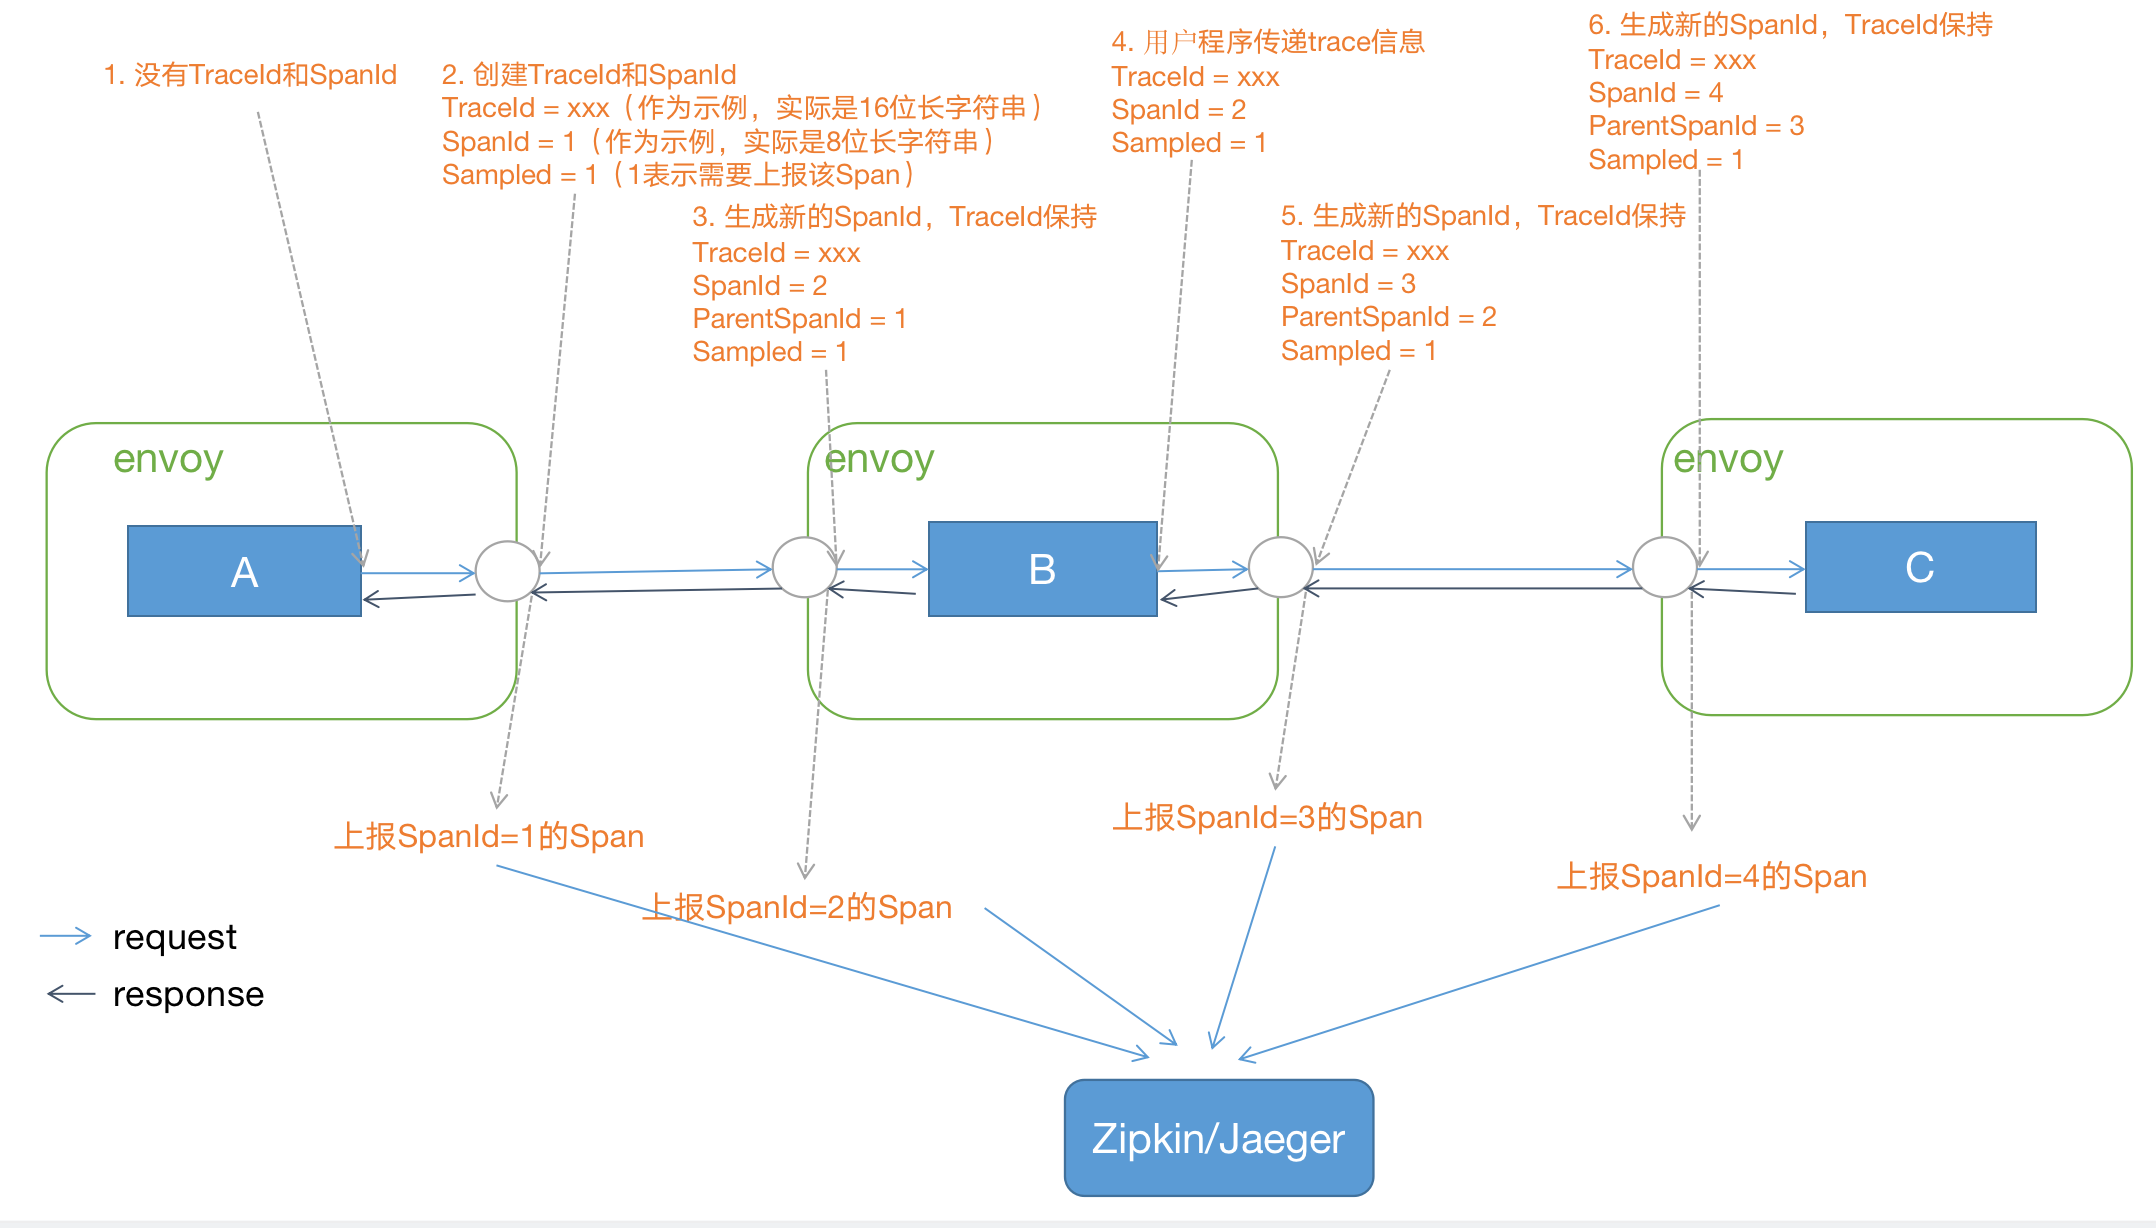 1. 没有TraceId和SpanId
2. 创建TraceId和SpanId
TraceId = xxx（作为示例，实际是16位长字符串）
SpanId = 1（作为示例，实际是8位长字符串）
Sampled = 1（1表示需要上报该Span）
3. 生成新的SpanId，TraceId保持
TraceId = xxx
SpanId = 2
ParentSpanId = 1
Sampled = 1
4. 用户程序传递trace信息
TraceId = xxx
SpanId = 2
Sampled = 1
5. 生成新的SpanId，TraceId保持
TraceId = xxx
SpanId = 3
ParentSpanId = 2
Sampled = 1
6. 生成新的SpanId，TraceId保持
TraceId = xxx
SpanId = 4
ParentSpanId = 3
Sampled = 1
envoy
envoy
envoy
A
B
C
上报SpanId=1的Span
上报SpanId=2的Span
上报SpanId=3的Span
上报SpanId=4的Span
request
response
Zipkin/Jaeger